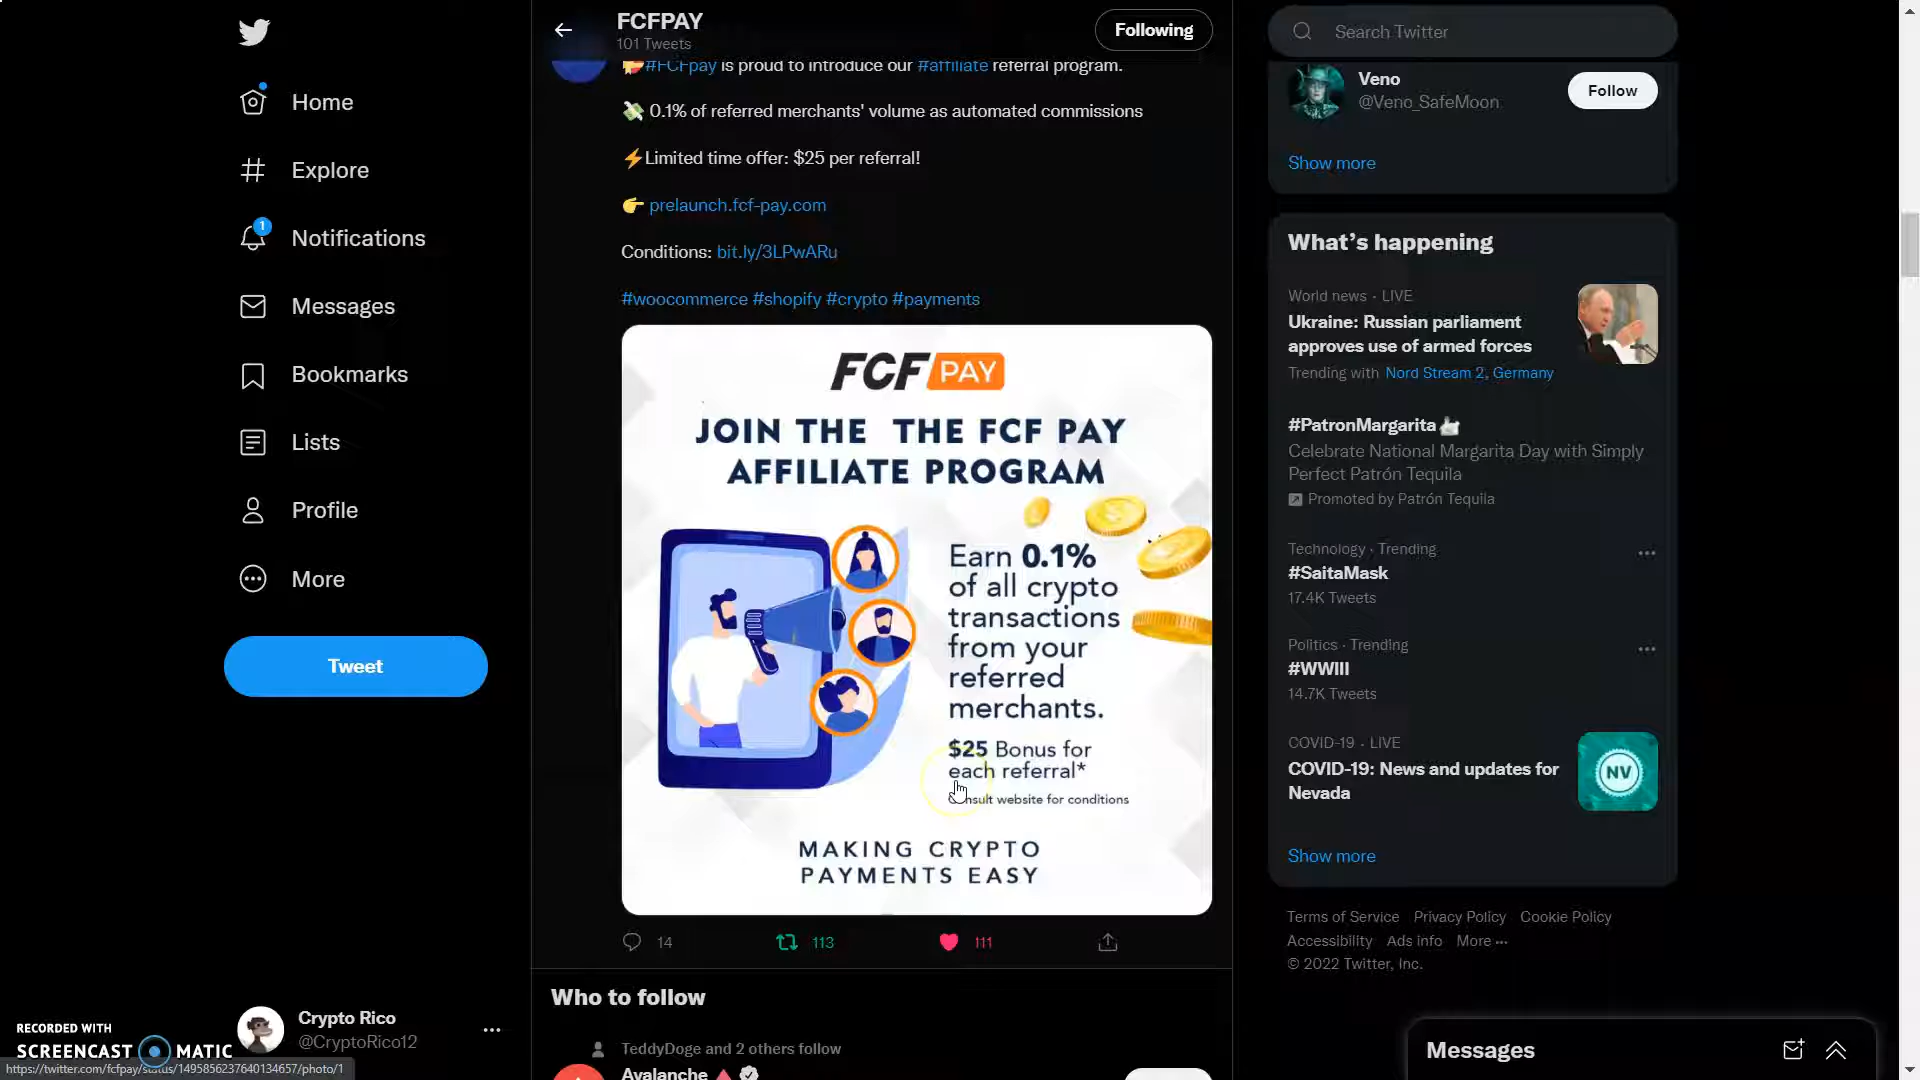 Home
Explore
1
Notifications
Messages
Bookmarks
Lists
Profile
More
Tweet
Crypto Rico
@CryptoRico12
RECORDED WITH
SCREENCAST MATIC
https://twitter.com/fcfpay/status/1495856237640134657/photo/1
FCFPAY
101 Tweets
Following
#FCFpay is proud to introduce our #affiliate referral program.
0.1% of referred merchants' volume as automated commissions
Limited time offer: $25 per referral!
prelaunch.fcf-pay.com
Conditions: bit.ly/3LPwARu
#woocommerce #shopify #crypto #payments
FCF PAY
JOIN THE THE FCF PAY
AFFILIATE PROGRAM
Earn 0.1%
of all crypto
transactions
from your
referred
merchants.
$25 Bonus for
each referral*
website for conditions
MAKING CRYPTO
PAYMENTS EASY
14
113
111
Who to follow
TeddyDoge and 2 others follow
Avalanche
Search Twitter
Veno
@Veno_SafeMoon
Follow
Show more
What's happening
World news · LIVE
Ukraine: Russian parliament
approves use of armed forces
Trending with Nord Stream 2, Germany
#PatronMargarita
Celebrate National Margarita Day with Simply
Perfect Patrón Tequila
Promoted by Patrón Tequila
Technology · Trending
#SaitaMask
17.4K Tweets
Politics · Trending
#WWIII
14.7K Tweets
COVID-19 · LIVE
COVID-19: News and updates for
Nevada
NV
Show more
Terms of Service Privacy Policy Cookie Policy
Accessibility Ads info More ···
© 2022 Twitter, Inc.
Messages